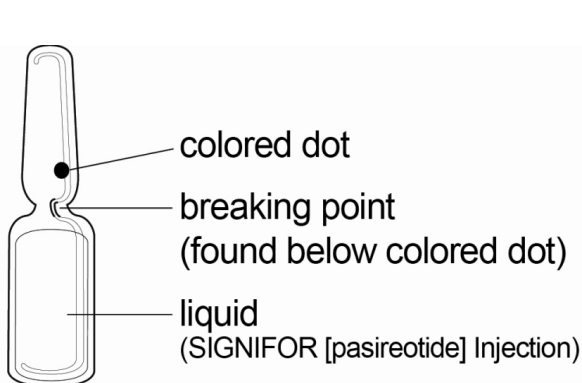 colored dot
breaking point
(found below colored dot)
liquid
(SIGNIFOR [pasireotide] Injection)